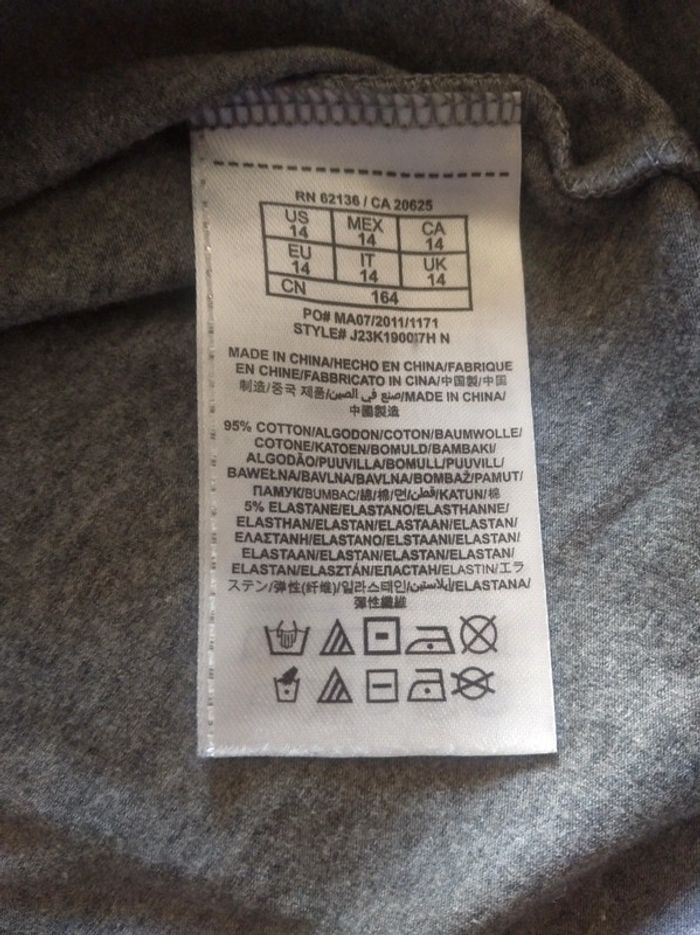 RN 62136 / CA 20625
US 14 MEX 14 CA 14
EU 14 IT 14 UK 14
CN 164
PO# MA07/2011/1171
STYLE# J23K190017H N
MADE IN CHINA/HECHO EN CHINA/FABRIQUE
EN CHINE/FABBRICATO IN CINA/中国製/中国
制造/중국 제품/صنع في الصين/MADE IN CHINA/
中國製造
95% COTTON/ALGODON/COTON/BAUMWOLLE/
COTONE/KATOEN/BOMULD/BAMBAKI/
ALGODÃO/PUUVILLA/BOMULL/PUUVILL/
BAWEŁNA/BAVLNA/BAVLNA/BOMBAŽ/PAMUT/
ПАМУК/BUMBAC/綿/棉/면/قطن/KATUN/棉
5% ELASTANE/ELASTANO/ELASTHANNE/
ELASTHAN/ELASTAN/ELASTAAN/ELASTAN/
ΕΛΑΣΤΑΝΗ/ELASTANO/ELSTAANI/ELASTAN/
ELASTAAN/ELASTAN/ELASTAN/ELASTAN/
ELASTAN/ELASZTÁN/ЕЛАСТАН/ELASTIN/エラ
ステン/弹性(纤维)/일라스테인/إيلاستين/ELASTANA/
彈性纖維